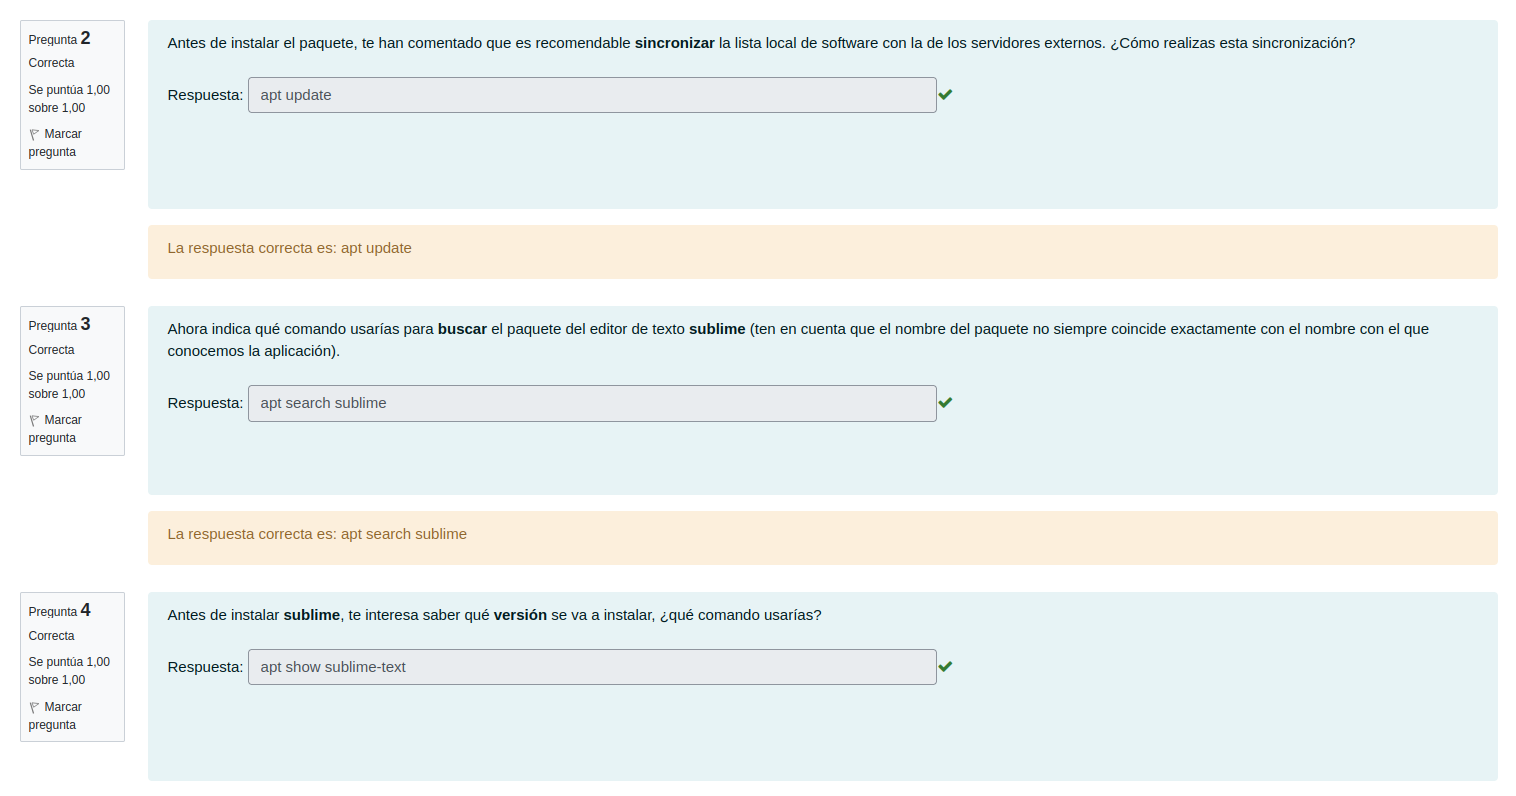 Pregunta 2
Correcta
Se puntúa 1,00
sobre 1,00
Marcar
pregunta
Antes de instalar el paquete, te han comentado que es recomendable sincronizar la lista local de software con la de los servidores externos. ¿Cómo realizas esta sincronización?
Respuesta: apt update
La respuesta correcta es: apt update
Pregunta 3
Correcta
Se puntúa 1,00
sobre 1,00
Marcar
pregunta
Ahora indica qué comando usarías para buscar el paquete del editor de texto sublime (ten en cuenta que el nombre del paquete no siempre coincide exactamente con el nombre con el que
conocemos la aplicación).
Respuesta: apt search sublime
La respuesta correcta es: apt search sublime
Pregunta 4
Correcta
Se puntúa 1,00
sobre 1,00
Marcar
pregunta
Antes de instalar sublime, te interesa saber qué versión se va a instalar, ¿qué comando usarías?
Respuesta: apt show sublime-text